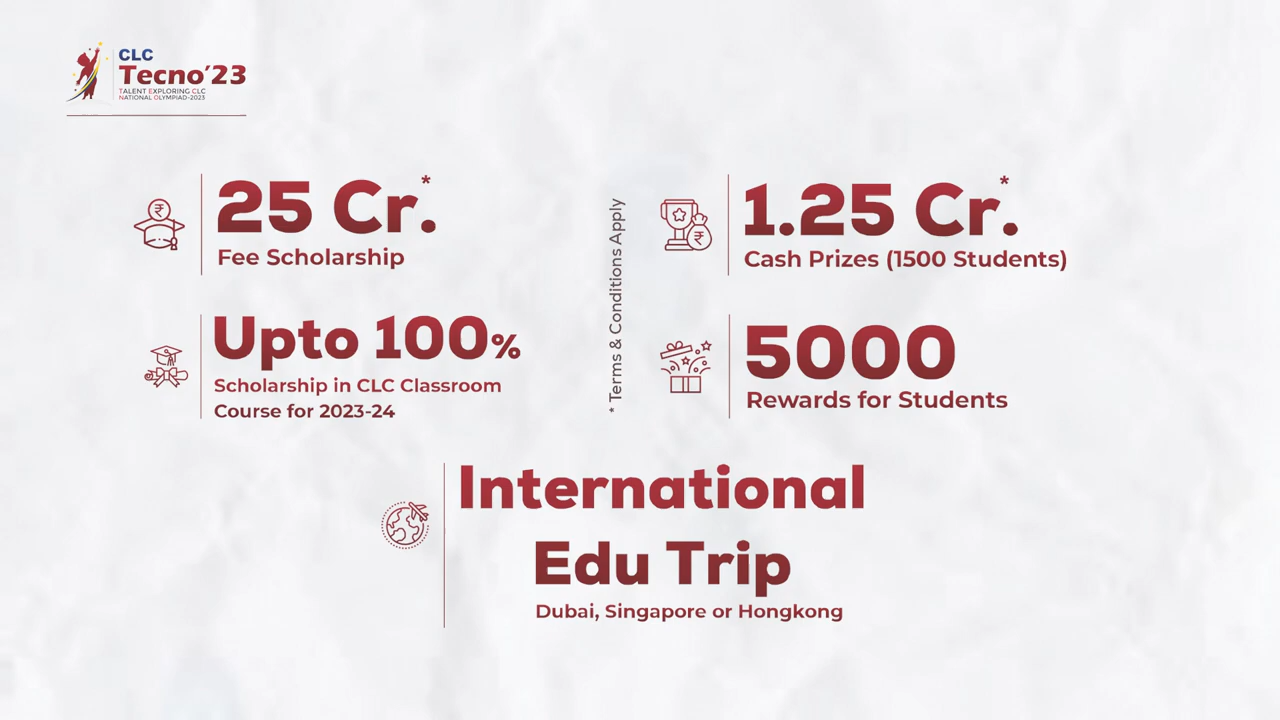 CLC
Tecno'23
TALENT EXPLORING CLC
NATIONAL OLYMPIAD-2023
25 Cr.*
Fee Scholarship
1.25 Cr.*
Cash Prizes (1500 Students)
Upto 100%
Scholarship in CLC Classroom
Course for 2023-24
* Terms & Conditions Apply
5000
Rewards for Students
International
Edu Trip
Dubai, Singapore or Hongkong